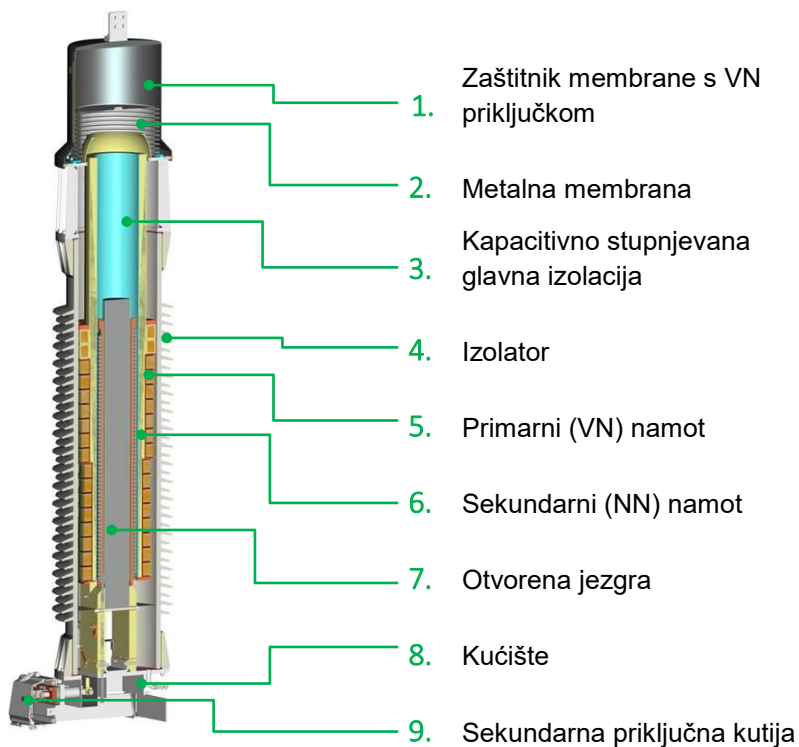 1. Zaštitnik membrane s VN
priključkom
2. Metalna membrana
3. Kapacitivno stupnjevana
glavna izolacija
4. Izolator
5. Primarni (VN) namot
6. Sekundarni (NN) namot
7. Otvorena jezgra
8. Kućište
9. Sekundarna priključna kutija